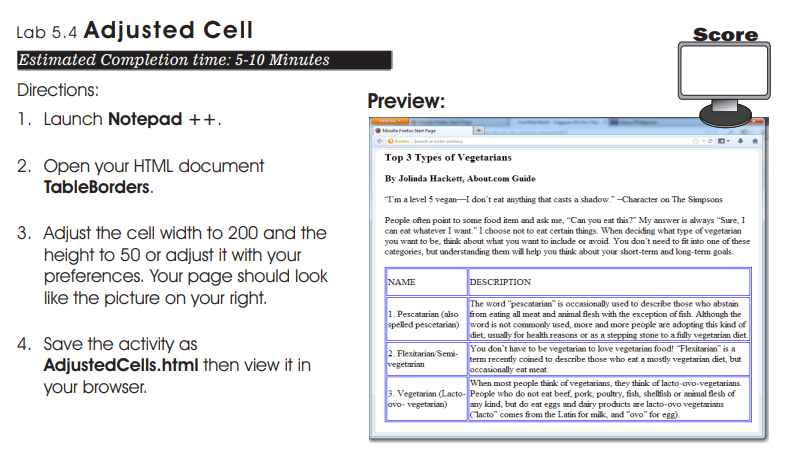 Lab 5.4 Adjusted Cell
Score
Estimated Completion time: 5-10 Minutes
Directions:
1. Launch Notepad ++.
2. Open your HTML document
TableBorders.
3. Adjust the cell width to 200 and the
height to 50 or adjust it with your
preferences. Your page should look
like the picture on your right.
4. Save the activity as
AdjustedCells.html then view it in
your browser.
Preview:
Firefox
Mozilla Firefox Start Page
Firefox Search or enter address
Top 3 Types of Vegetarians
By Jolinda Hackett, About.com Guide
"I'm a level 5 vegan—I don't eat anything that casts a shadow." –Character on The Simpsons
People often point to some food item and ask me, "Can you eat this?" My answer is always "Sure, I
can eat whatever I want." I choose not to eat certain things. When deciding what type of vegetarian
you want to be, think about what you want to include or avoid. You don't need to fit into one of these
categories, but understanding them will help you think about your short-term and long-term goals.
NAME DESCRIPTION
1. Pescatarian (also
spelled pescetarian)
The word "pescatarian" is occasionally used to describe those who abstain
from eating all meat and animal flesh with the exception of fish. Although the
word is not commonly used, more and more people are adopting this kind of
diet, usually for health reasons or as a stepping stone to a fully vegetarian diet.
2. Flexitarian/Semi-
vegetarian
You don't have to be vegetarian to love vegetarian food! "Flexitarian" is a
term recently coined to describe those who eat a mostly vegetarian diet, but
occasionally eat meat.
3. Vegetarian (Lacto-
ovo- vegetarian)
When most people think of vegetarians, they think of lacto-ovo-vegetarians.
People who do not eat beef, pork, poultry, fish, shellfish or animal flesh of
any kind, but do eat eggs and dairy products are lacto-ovo vegetarians
("lacto" comes from the Latin for milk, and "ovo" for egg).